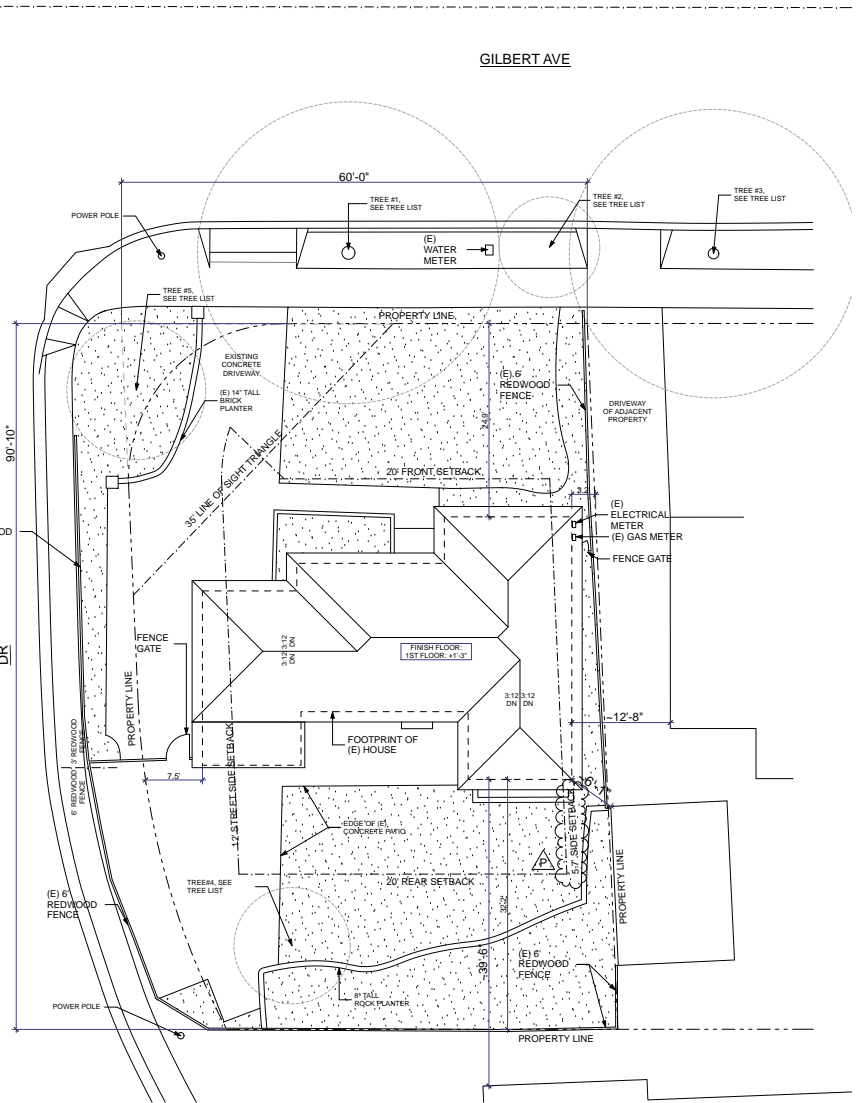 GILBERT AVE
60'-0"
TREE #1,
SEE TREE LIST
TREE #2,
SEE TREE LIST
TREE #3,
SEE TREE LIST
POWER POLE
(E)
WATER
METER
TREE #5,
SEE TREE LIST
PROPERTY LINE
EXISTING
CONCRETE
DRIVEWAY
(E) 14" TALL
BRICK
PLANTER
(E) 6'
REDWOOD
FENCE
DRIVEWAY
OF ADJACENT
PROPERTY
24.9'
90'-10"
35' LINE OF SIGHT TRIANGLE
20' FRONT SETBACK
3.2'
(E)
ELECTRICAL
METER
(E) GAS METER
FENCE GATE
OD
DR
FENCE
GATE
3:12
DN
3:12
DN
FINISH FLOOR:
1ST FLOOR: +1'-3"
3:12
DN
3:12
DN
PROPERTY LINE
~12'-8"
FOOTPRINT OF
(E) HOUSE
3' REDWOOD
FENCE
6' REDWOOD
FENCE
7.5'
12' STREET SIDE SETBACK
EDGE OF (E)
CONCRETE PATIO
5.7' SIDE SETBACK
P
20' REAR SETBACK
TREE#4, SEE
TREE LIST
PROPERTY LINE
(E) 6'
REDWOOD
FENCE
32'-2"
~39'-6"
(E) 6'
REDWOOD
FENCE
8" TALL
ROCK PLANTER
POWER POLE
PROPERTY LINE